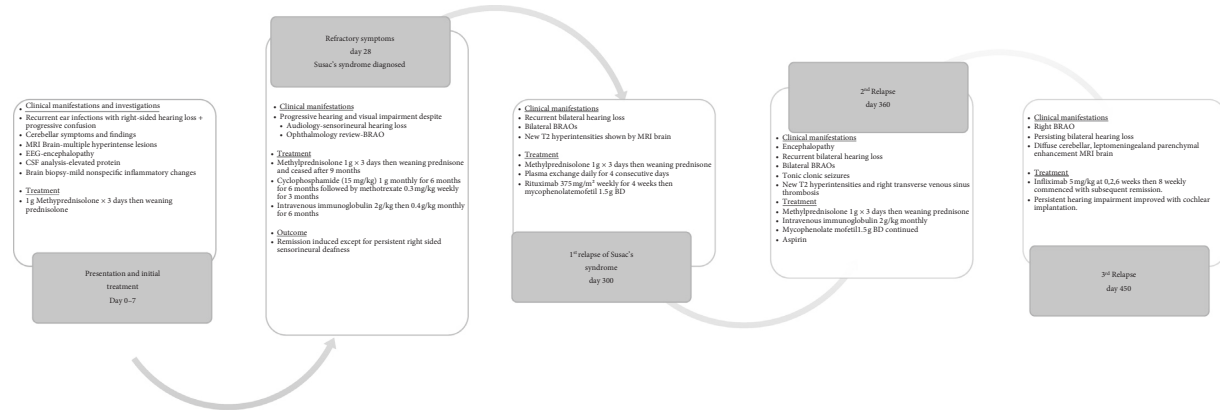 Clinical manifestations and investigations
• Recurrent ear infections with right-sided hearing loss +
progressive confusion
• Cerebellar symptoms and findings
• MRI Brain-multiple hyperintense lesions
• EEG-encephalopathy
• CSF analysis-elevated protein
• Brain biopsy-mild nonspecific inflammatory changes
• Treatment
• 1g Methyprednisolone × 3 days then weaning
prednisolone
Presentation and initial
treatment
Day 0–7
Refractory symptoms
day 28
Susac's syndrome diagnosed
• Clinical manifestations
• Progressive hearing and visual impairment despite
• Audiology-sensorineural hearing loss
• Ophthalmology review-BRAO
• Treatment
• Methylprednisolone 1 g × 3 days then weaning prednisone
and ceased after 9 months
• Cyclophosphamide (15 mg/kg) 1 g monthly for 6 months
for 6 months followed by methotrexate 0.3 mg/kg weekly
for 3 months
• Intravenous immunoglobulin 2g/kg then 0.4g/kg monthly
for 6 months
• Outcome
• Remission induced except for persistent right sided
sensorineural deafness
• Clinical manifestations
• Recurrent bilateral hearing loss
• Bilateral BRAOs
• New T2 hyperintensities shown by MRI brain
• Treatment
• Methylprednisolone 1g × 3 days then weaning prednisone
• Plasma exchange daily for 4 consecutive days
• Rituximab 375 mg/m² weekly for 4 weeks then
mycophenolatemofetil 1.5 g BD
1st relapse of Susac's
syndrome
day 300
2nd Relapse
day 360
• Clinical manifestations
• Encephalopathy
• Recurrent bilateral hearing loss
• Bilateral BRAOs
• Tonic clonic seizures
• New T2 hyperintensities and right transverse venous sinus
thrombosis
• Treatment
• Methylprednisolone 1 g × 3 days then weaning prednisone
• Intravenous immunoglobulin 2 g/kg monthly
• Mycophenolate mofetil1.5 g BD continued
• Aspirin
• Clinical manifestations
• Right BRAO
• Persisting bilateral hearing loss
• Diffuse cerebellar, leptomeningealand parenchymal
enhancement MRI brain
• Treatment
• Infliximab 5 mg/kg at 0,2,6 weeks then 8 weekly
commenced with subsequent remission.
• Persistent hearing impairment improved with cochlear
implantation.
3rd Relapse
day 450